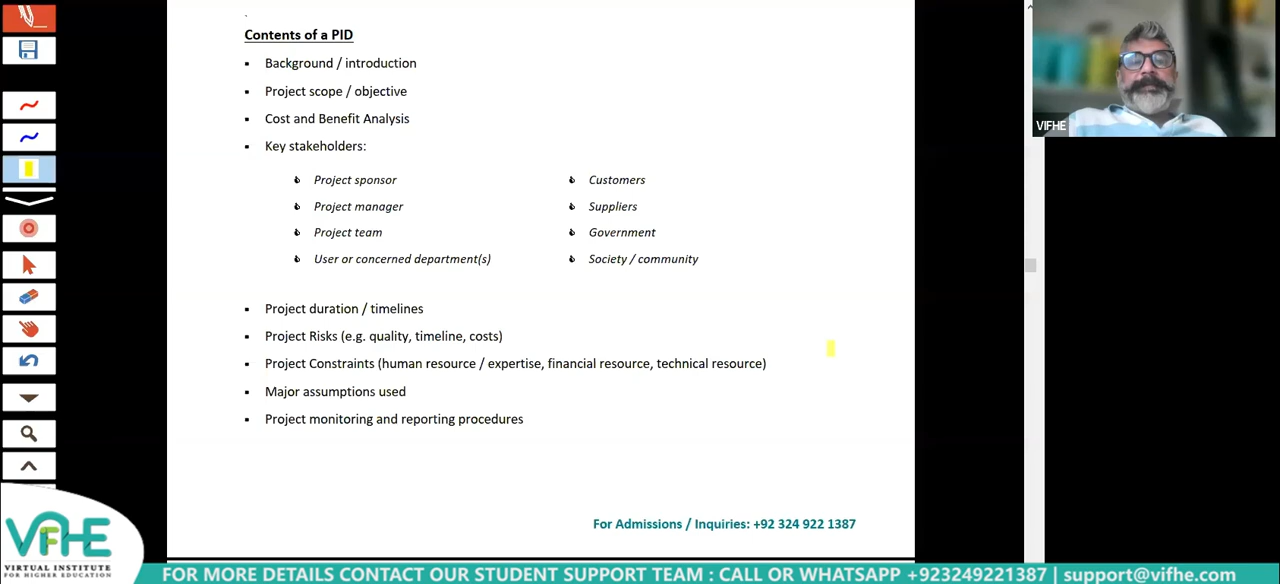 Contents of a PID
Background / introduction
Project scope / objective
Cost and Benefit Analysis
Key stakeholders:
Project sponsor
Project manager
Project team
User or concerned department(s)
Customers
Suppliers
Government
Society / community
Project duration / timelines
Project Risks (e.g. quality, timeline, costs)
Project Constraints (human resource / expertise, financial resource, technical resource)
Major assumptions used
Project monitoring and reporting procedures
For Admissions / Inquiries: +92 324 922 1387
VIFHE
VIFHE
VIRTUAL INSTITUTE
FOR HIGHER EDUCATION
FOR MORE DETAILS CONTACT OUR STUDENT SUPPORT TEAM : CALL OR WHATSAPP +923249221387 | support@vifhe.com